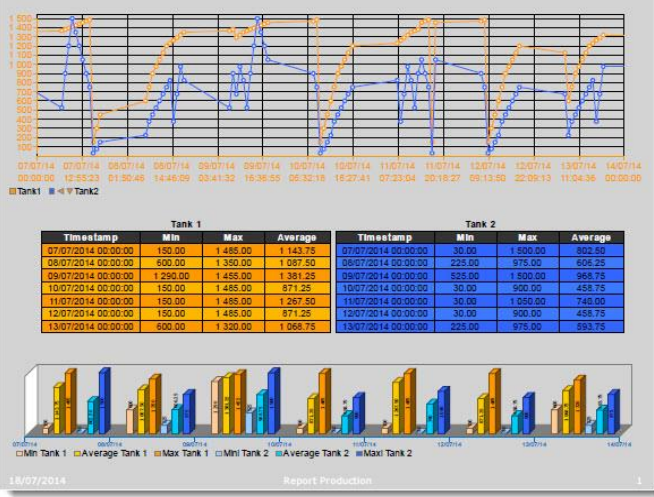 1 500
1 400
1 300
1 200
1 100
1 000
900
800
700
600
500
400
300
200
100
07/07/14 07/07/14 08/07/14 08/07/14 09/07/14 09/07/14 10/07/14 10/07/14 11/07/14 11/07/14 12/07/14 12/07/14 13/07/14 14/07/14
00:00:00 12:55:23 01:50:46 14:46:09 03:41:32 16:36:55 05:32:18 18:27:41 07:23:04 20:18:27 09:13:50 22:09:13 11:04:36 00:00:00
Tank1 Tank2
Tank 1 Tank 2
Timestamp Min Max Average Timestamp Min Max Average
07/07/2014 00:00:00 150.00 1 485.00 1 143.75 07/07/2014 00:00:00 30.00 1 500.00 802.50
08/07/2014 00:00:00 600.00 1 350.00 1 087.50 08/07/2014 00:00:00 225.00 975.00 606.25
09/07/2014 00:00:00 1 290.00 1 455.00 1 381.25 09/07/2014 00:00:00 525.00 1 500.00 968.75
10/07/2014 00:00:00 150.00 1 485.00 871.25 10/07/2014 00:00:00 30.00 900.00 458.75
11/07/2014 00:00:00 150.00 1 485.00 1 267.50 11/07/2014 00:00:00 30.00 1 050.00 740.00
12/07/2014 00:00:00 150.00 1 485.00 871.25 12/07/2014 00:00:00 30.00 900.00 458.75
13/07/2014 00:00:00 600.00 1 320.00 1 068.75 13/07/2014 00:00:00 225.00 975.00 593.75
07/07/14 08/07/14 09/07/14 10/07/14 11/07/14 12/07/14 13/07/14 14/07/14
Min Tank 1 Average Tank 1 Max Tank 1 Mini Tank 2 Average Tank 2 Maxi Tank 2
18/07/2014 Report Production 1